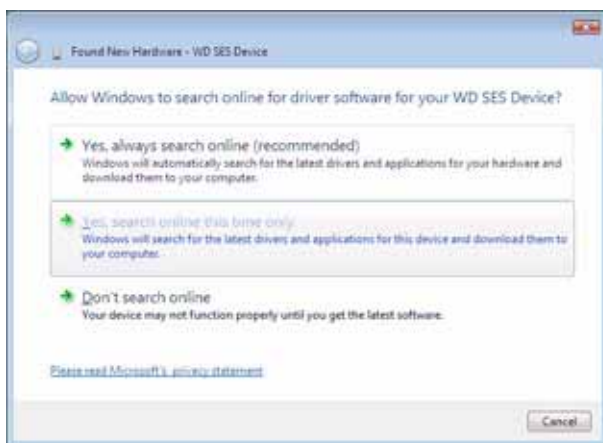 Found New Hardware - WD SES Device
Allow Windows to search online for driver software for your WD SES Device?
Yes, always search online (recommended)
Windows will automatically search for the latest drivers and applications for your hardware and
download them to your computer.
Yes, search online this time only
Windows will search for the latest drivers and applications for this device and download them to
your computer.
Don't search online
Your device may not function properly until you get the latest software.
Please read Microsoft's privacy statement
Cancel